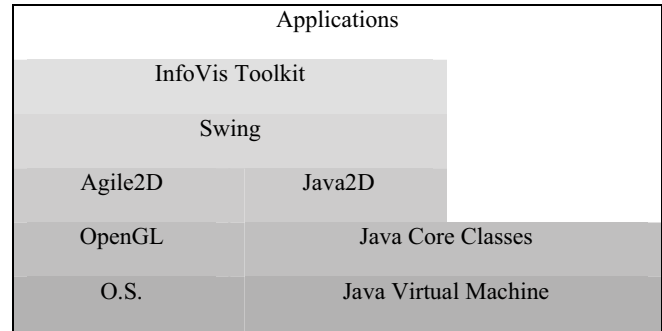 Applications
InfoVis Toolkit
Swing
Agile2D Java2D
OpenGL Java Core Classes
O.S. Java Virtual Machine